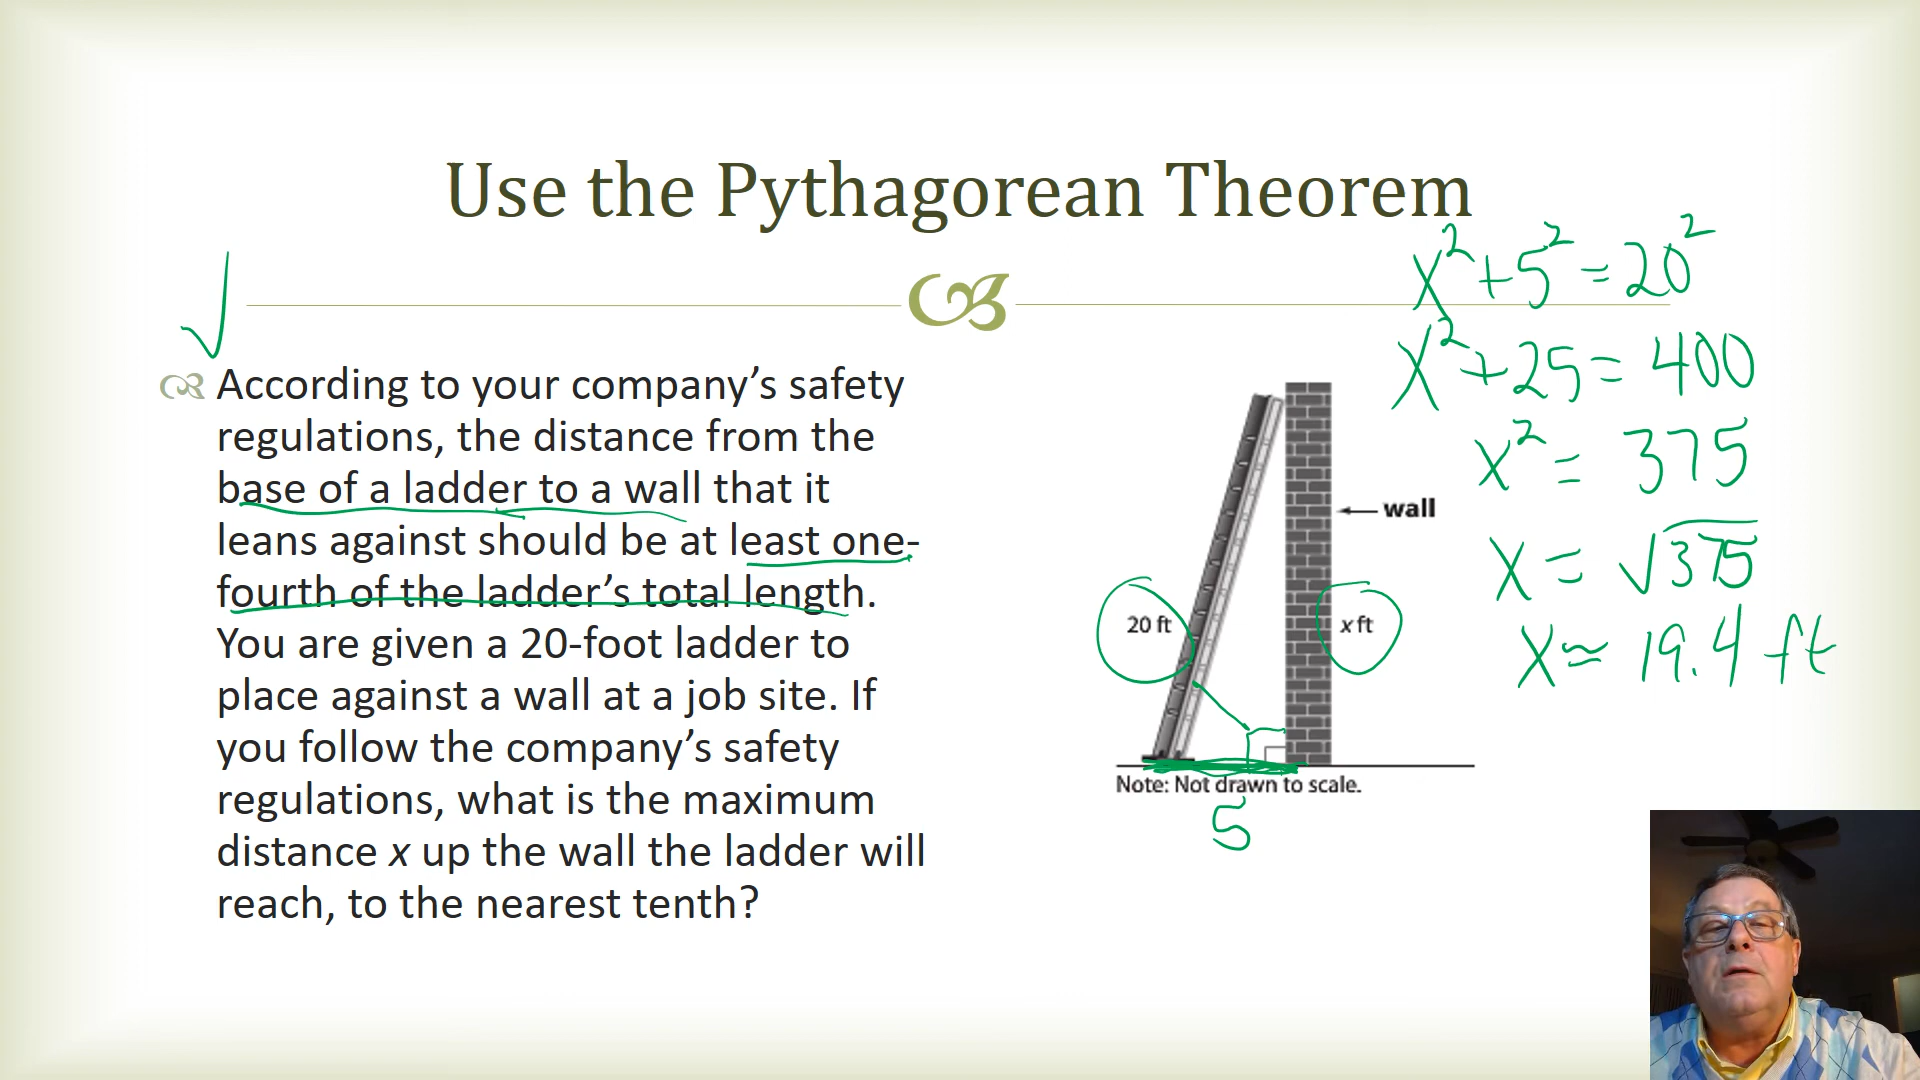 Use the Pythagorean Theorem
According to your company’s safety
regulations, the distance from the
base of a ladder to a wall that it
leans against should be at least one-
fourth of the ladder’s total length.
You are given a 20-foot ladder to
place against a wall at a job site. If
you follow the company’s safety
regulations, what is the maximum
distance x up the wall the ladder will
reach, to the nearest tenth?
wall
20 ft
x ft
Note: Not drawn to scale.
5
x² + 5² = 20²
x² + 25 = 400
x² = 375
x = √375
x ≈ 19.4 ft